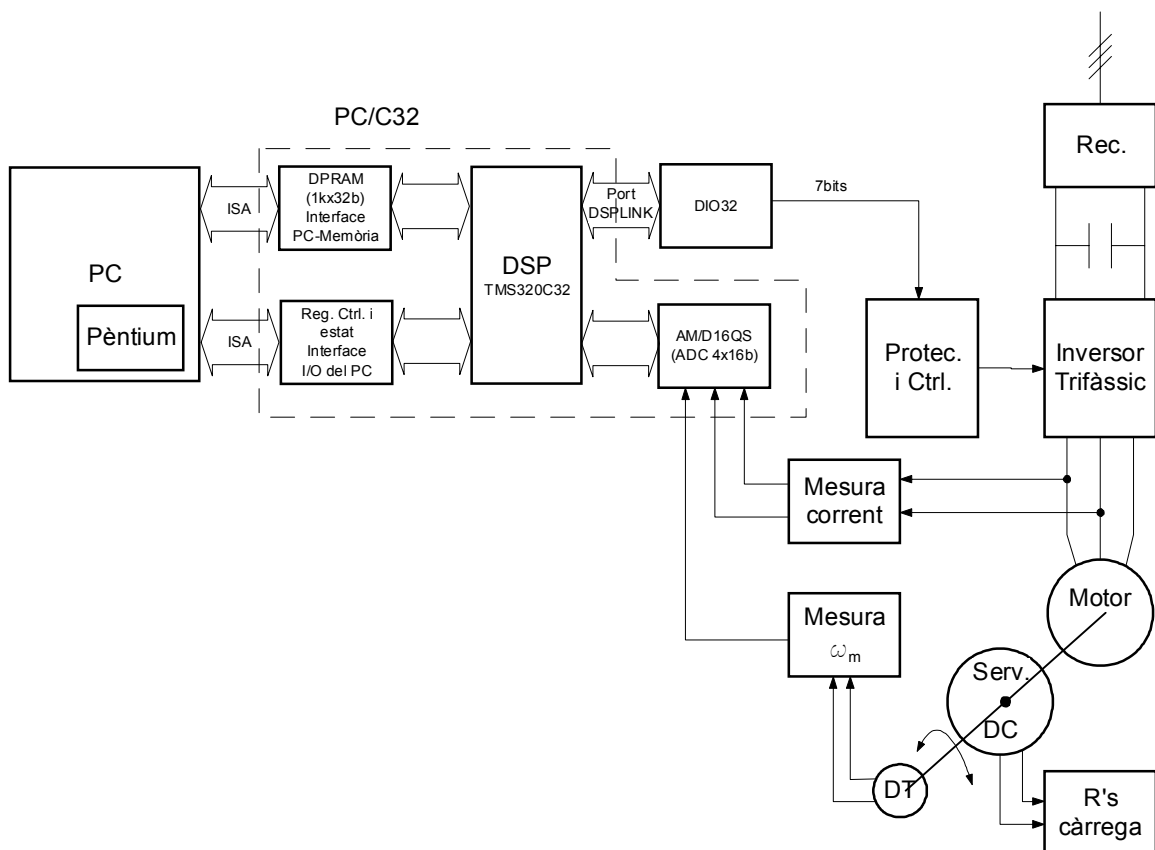 PC/C32
Rec.
PC
Pèntium
ISA
ISA
DPRAM
(1kx32b)
Interface
PC-Memòria
Reg. Ctrl. i
estat
Interface
I/O del PC
DSP
TMS320C32
Port
DSPLINK
DIO32
7bits
AM/D16QS
(ADC 4x16b)
Protec.
i Ctrl.
Inversor
Trifàssic
Mesura
corrent
Motor
Mesura
ωm
Serv.
DC
DT
R's
càrrega